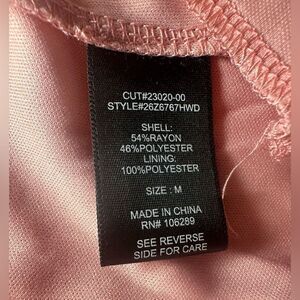 CUT#23020-00
STYLE#26Z6767HWD
SHELL:
54%RAYON
46%POLYESTER
LINING:
100%POLYESTER
SIZE : M
MADE IN CHINA
RN# 106289
SEE REVERSE
SIDE FOR CARE